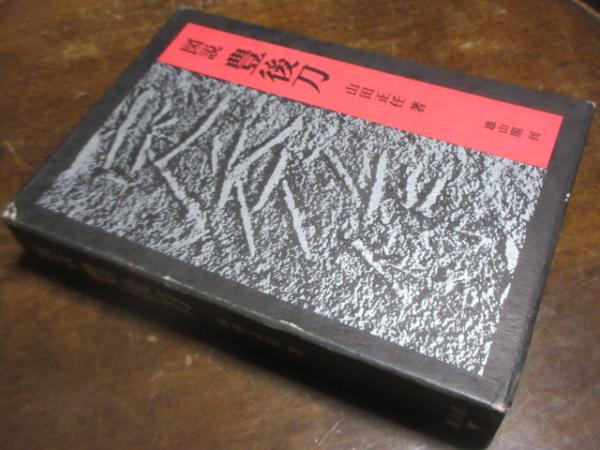 図説
豊後刀
山田正任 著
雄山閣刊